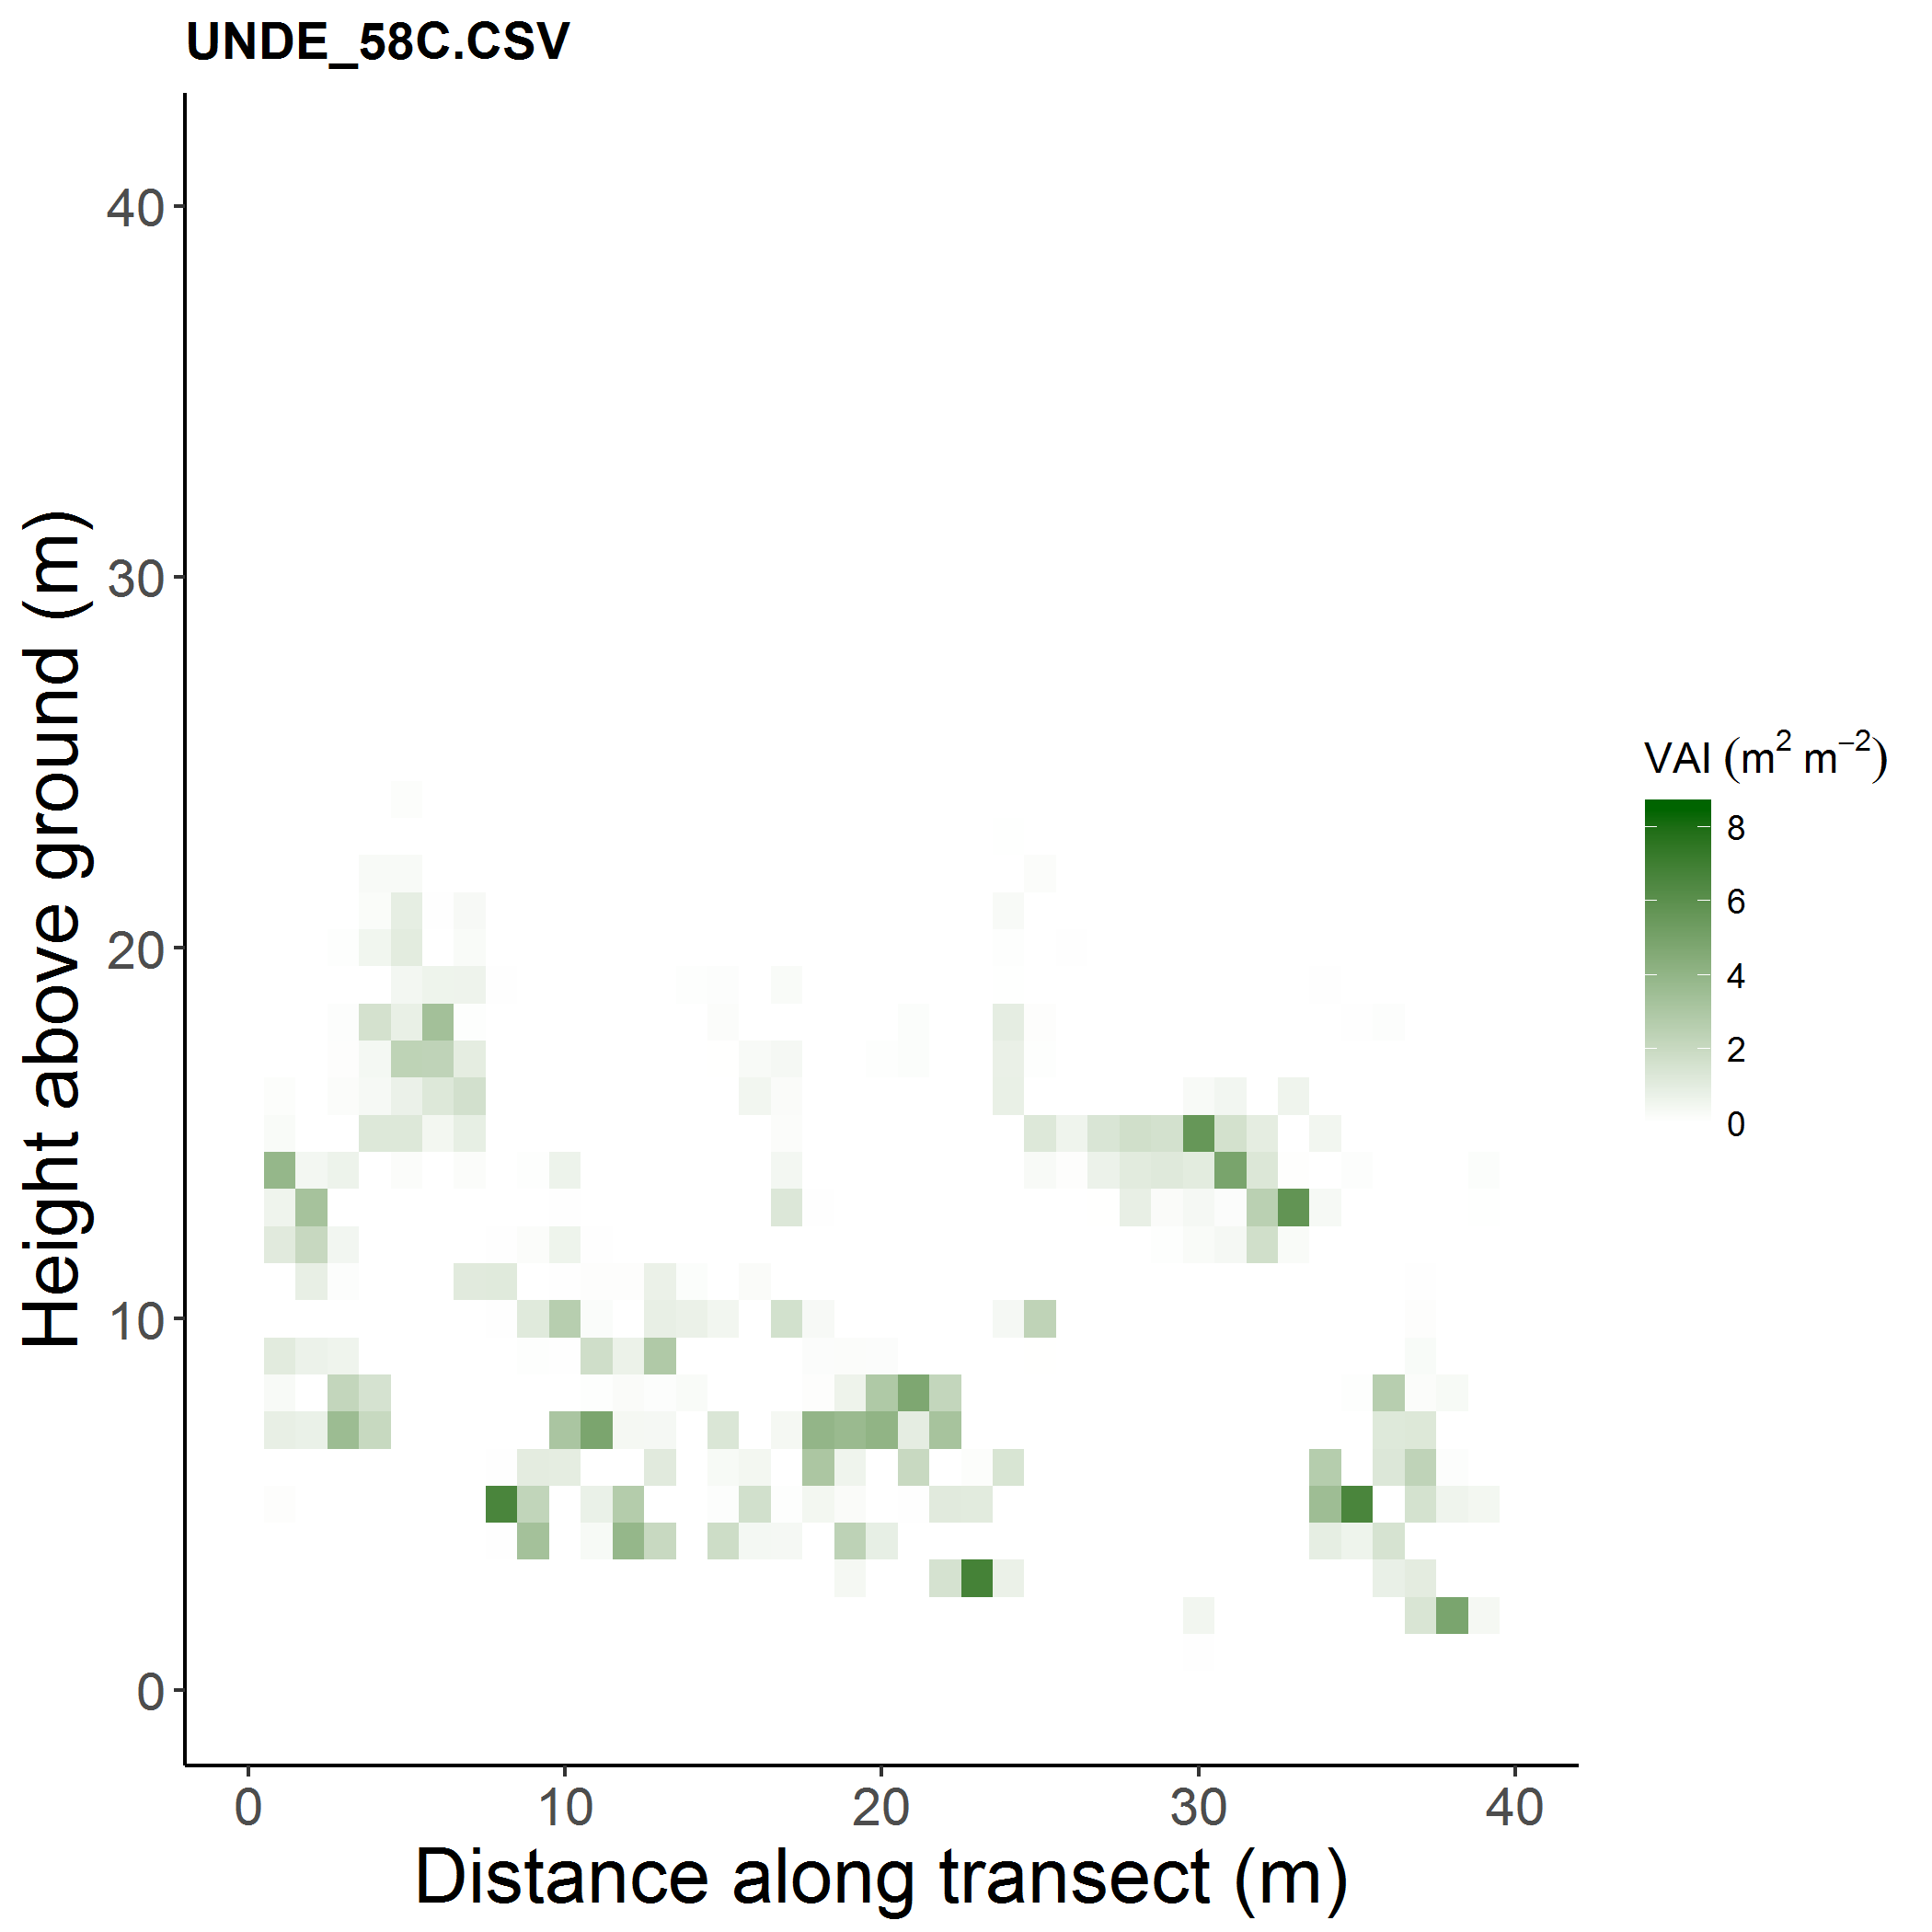 UNDE_58C.CSV
40
30
20
10
0
Height above ground (m)
0 10 20 30 40
Distance along transect (m)
VAI (m² m⁻²)
8
6
4
2
0